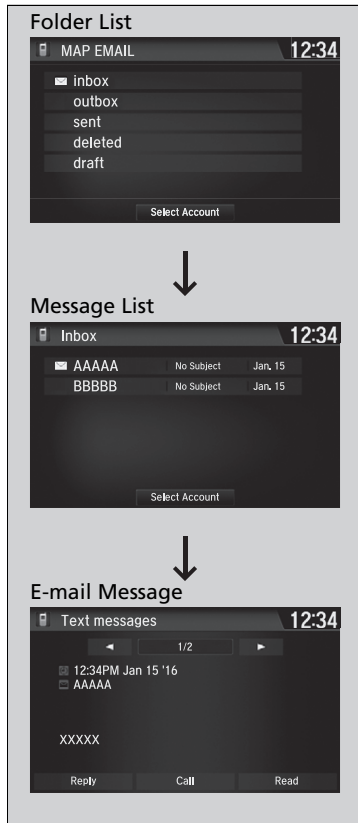 Folder List
MAP EMAIL 12:34
inbox
outbox
sent
deleted
draft
Select Account
Message List
Inbox 12:34
AAAAA No Subject Jan. 15
BBBBB No Subject Jan. 15
Select Account
E-mail Message
Text messages 12:34
1/2
12:34PM Jan 15 '16
AAAAA
XXXXX
Reply Call Read